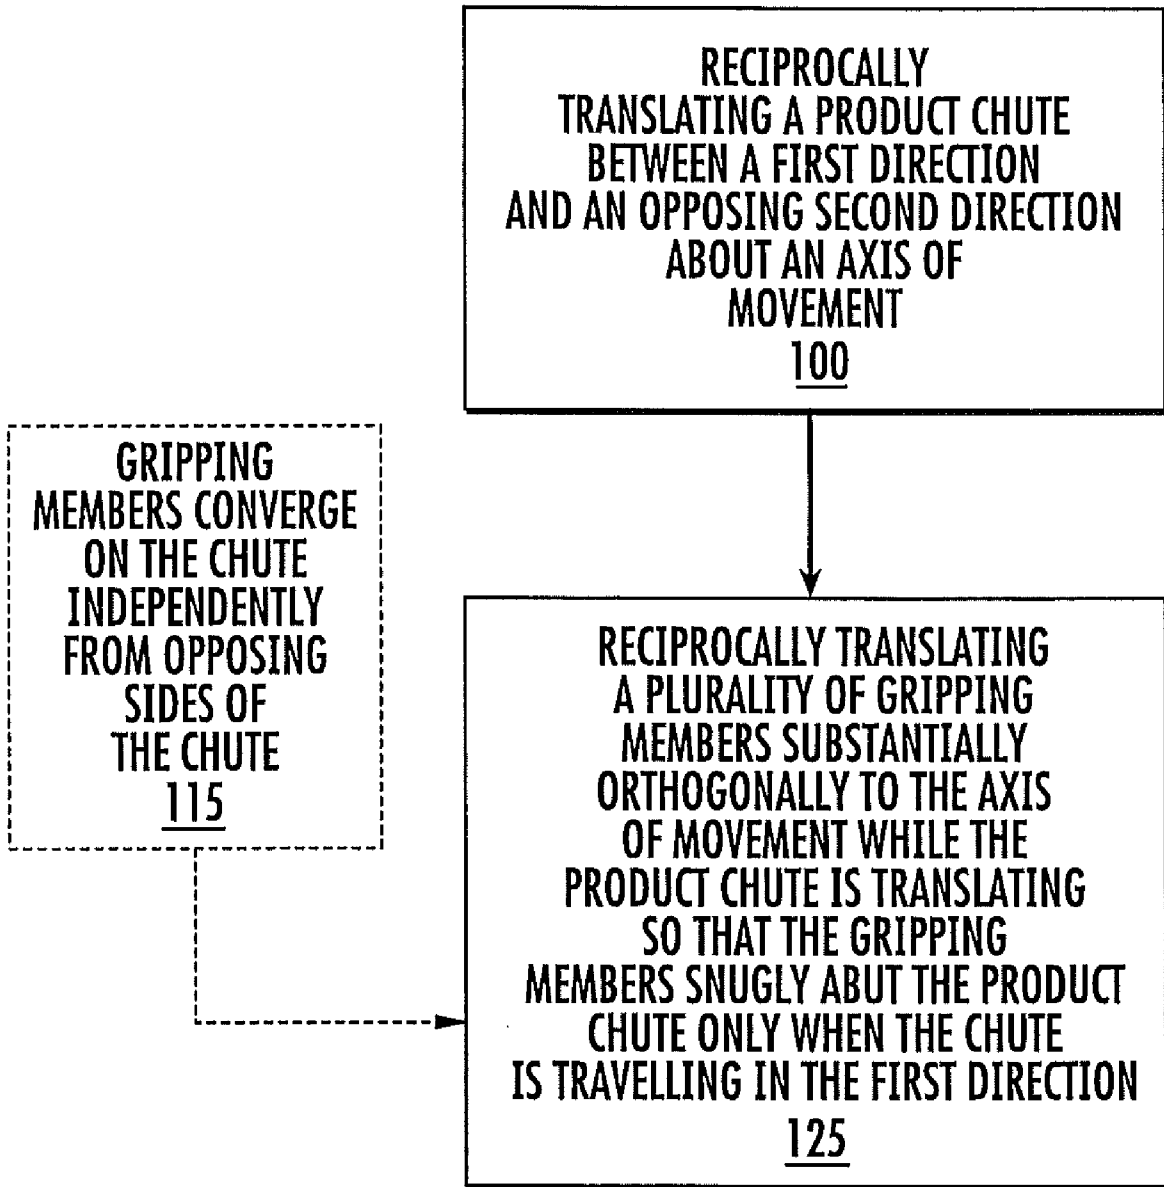 RECIPROCALLY
TRANSLATING A PRODUCT CHUTE
BETWEEN A FIRST DIRECTION
AND AN OPPOSING SECOND DIRECTION
ABOUT AN AXIS OF
MOVEMENT
100
GRIPPING
MEMBERS CONVERGE
ON THE CHUTE
INDEPENDENTLY
FROM OPPOSING
SIDES OF
THE CHUTE
115
RECIPROCALLY TRANSLATING
A PLURALITY OF GRIPPING
MEMBERS SUBSTANTIALLY
ORTHOGONALLY TO THE AXIS
OF MOVEMENT WHILE THE
PRODUCT CHUTE IS TRANSLATING
SO THAT THE GRIPPING
MEMBERS SNUGLY ABUT THE PRODUCT
CHUTE ONLY WHEN THE CHUTE
IS TRAVELLING IN THE FIRST DIRECTION
125